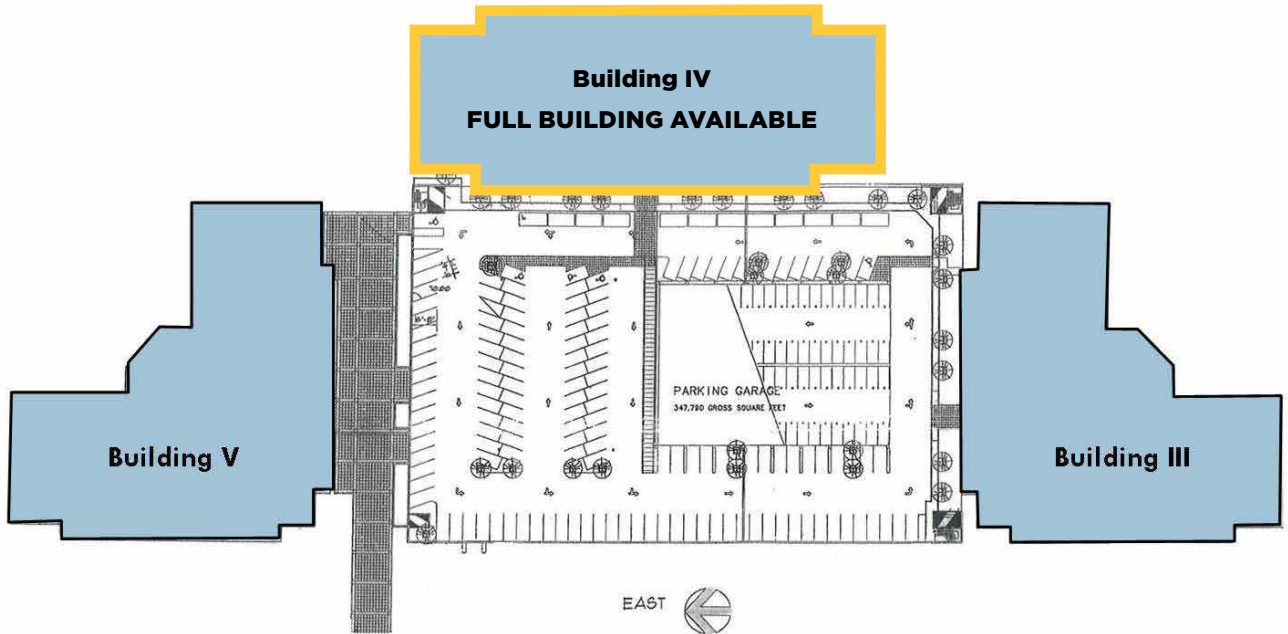 Building IV
FULL BUILDING AVAILABLE
PARKING GARAGE
347,790 GROSS SQUARE FEET
Building V
Building III
EAST